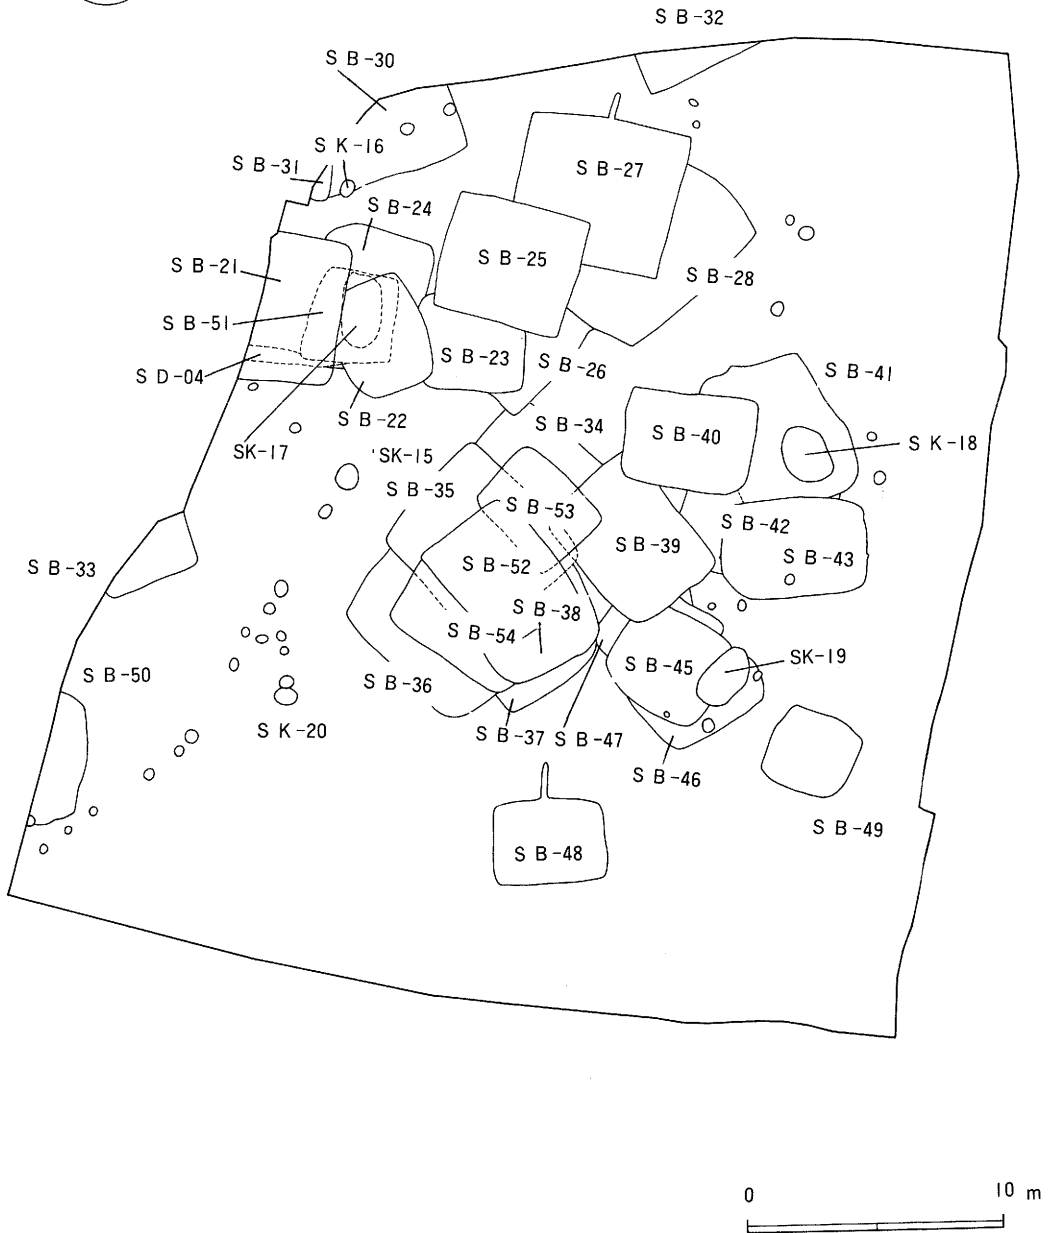 S B-32
S B-30
S K-16
S B-31
S B-27
S B-24
S B-25
S B-21
S B-28
S B-51
S B-23
S B-26
S D-04
S B-41
S B-22
S B-34
S B-40
S K-18
SK-17
SK-15
S B-35
S B-53
S B-42
S B-39
S B-43
S B-33
S B-52
S B-38
S B-54
SK-19
S B-45
S B-50
S B-36
S K-20
S B-37
S B-47
S B-46
S B-49
S B-48
0
10 m